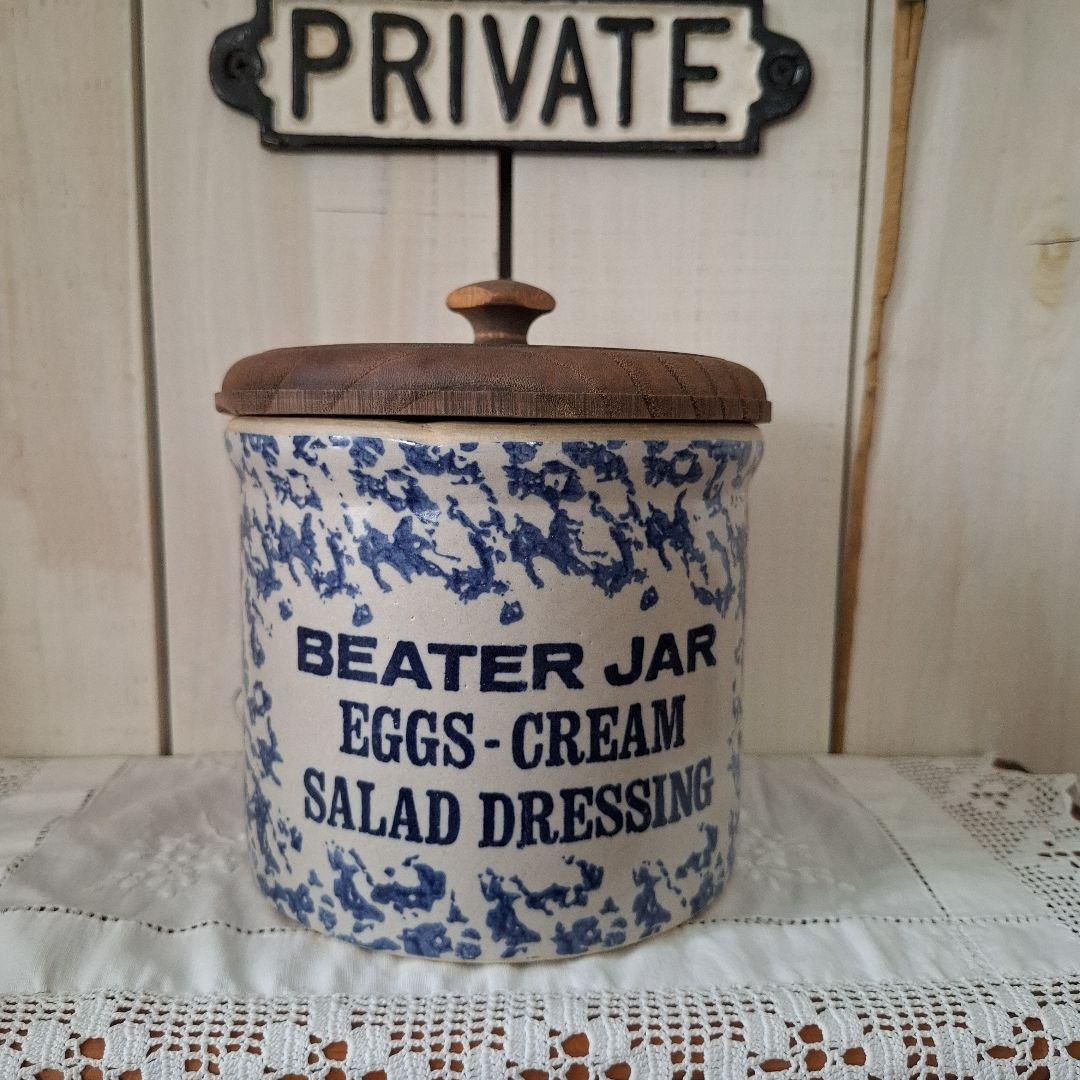 PRIVATE
BEATER JAR
EGGS - CREAM
SALAD DRESSING